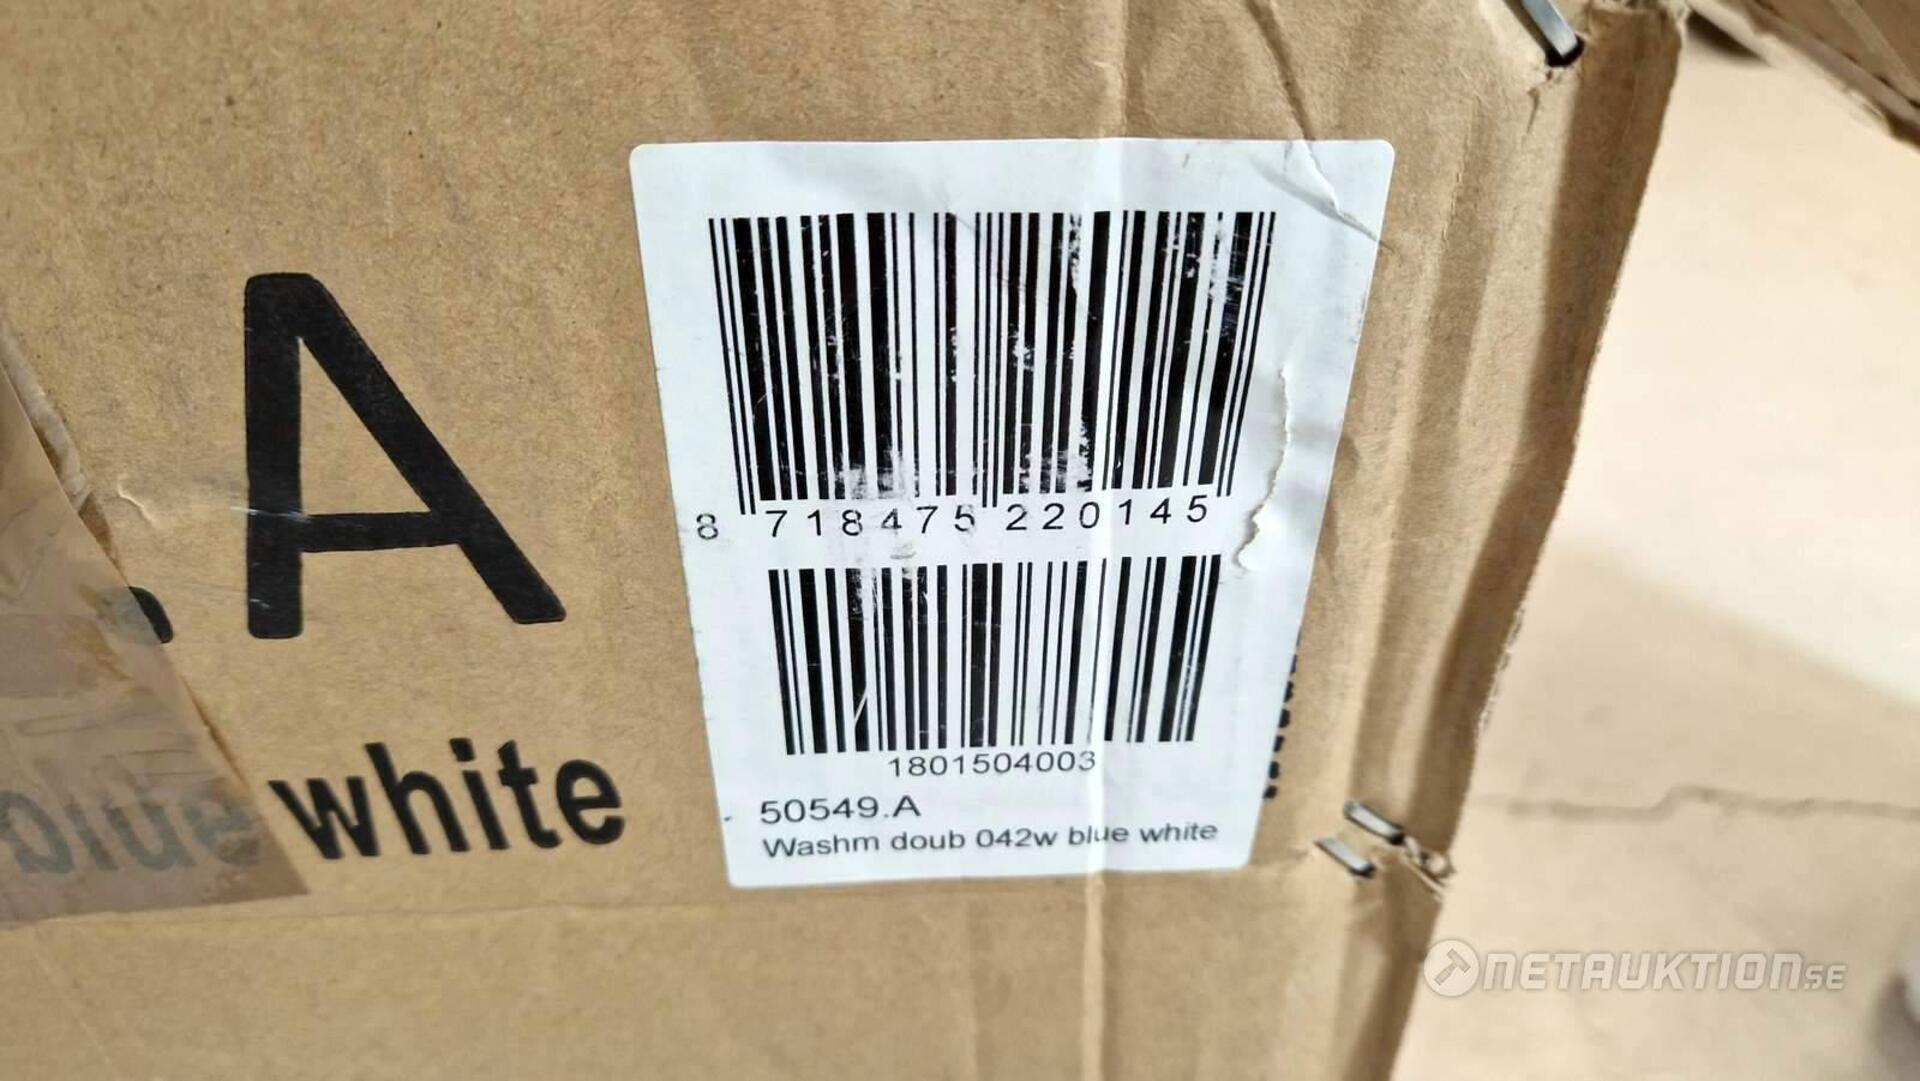 .A
blue white
8 718475 220145
1801504003
50549.A
Washm doub 042w blue white
NETAUKTION.SE